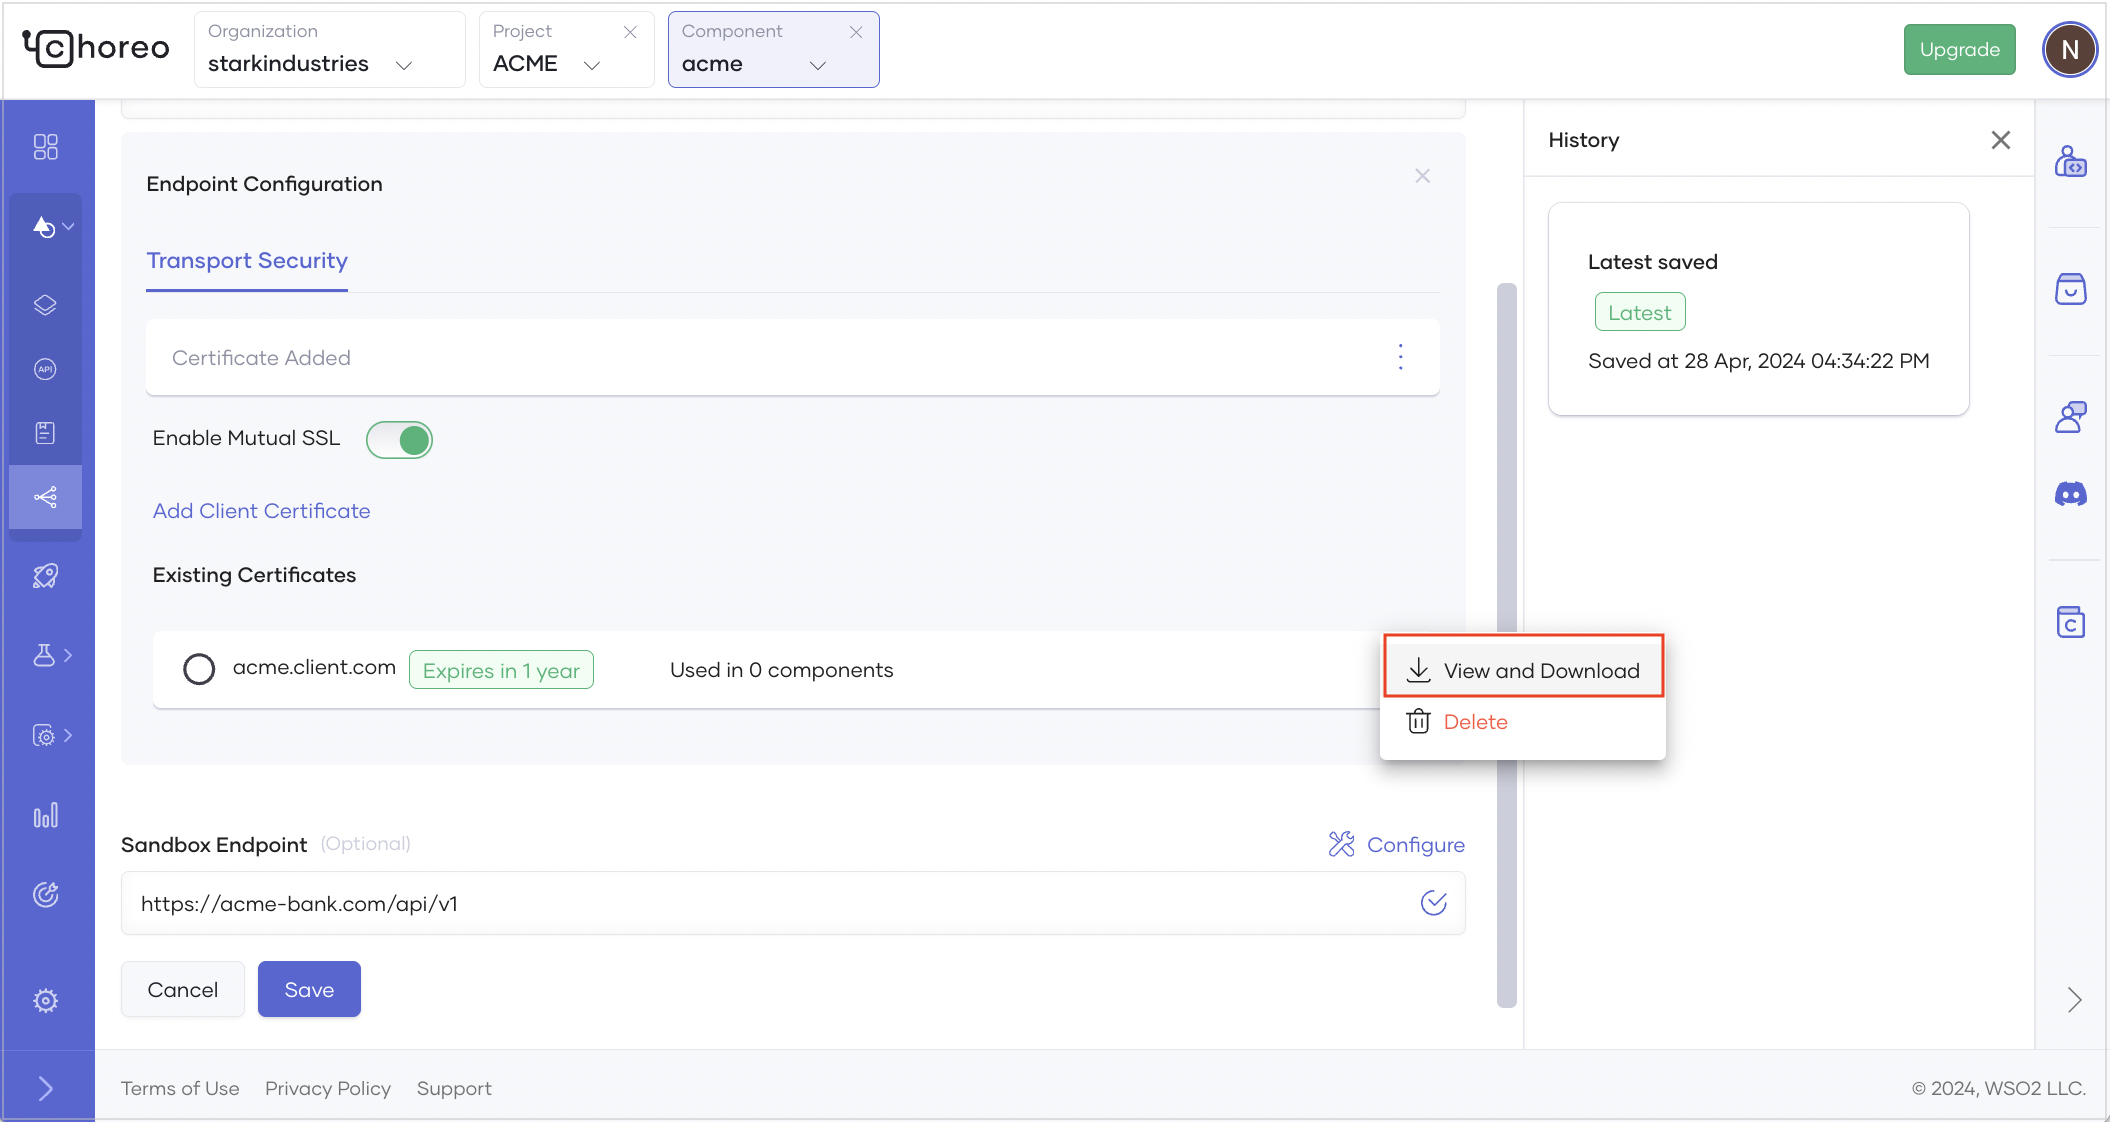 Choreo
Organization
starkindustries
Project
ACME
Component
acme
Upgrade
N
Endpoint Configuration
Transport Security
Certificate Added
Enable Mutual SSL
Add Client Certificate
Existing Certificates
acme.client.com
Expires in 1 year
Used in 0 components
View and Download
Delete
Sandbox Endpoint (Optional)
Configure
https://acme-bank.com/api/v1
Cancel
Save
History
Latest saved
Latest
Saved at 28 Apr, 2024 04:34:22 PM
API
C
Terms of Use
Privacy Policy
Support
© 2024, WSO2 LLC.